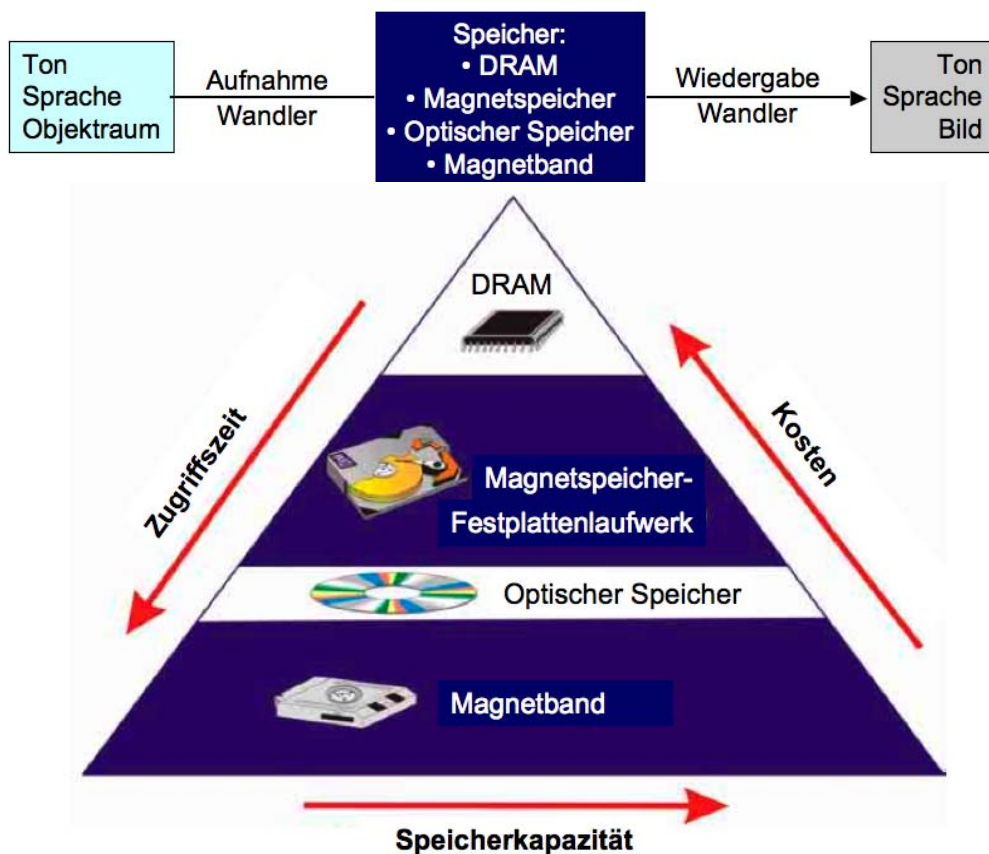 Ton
Sprache
Objektraum
Aufnahme
Wandler
Speicher:
• DRAM
• Magnetspeicher
• Optischer Speicher
• Magnetband
Wiedergabe
Wandler
Ton
Sprache
Bild
DRAM
Zugriffszeit
Kosten
Magnetspeicher-
Festplattenlaufwerk
Optischer Speicher
Magnetband
Speicherkapazität